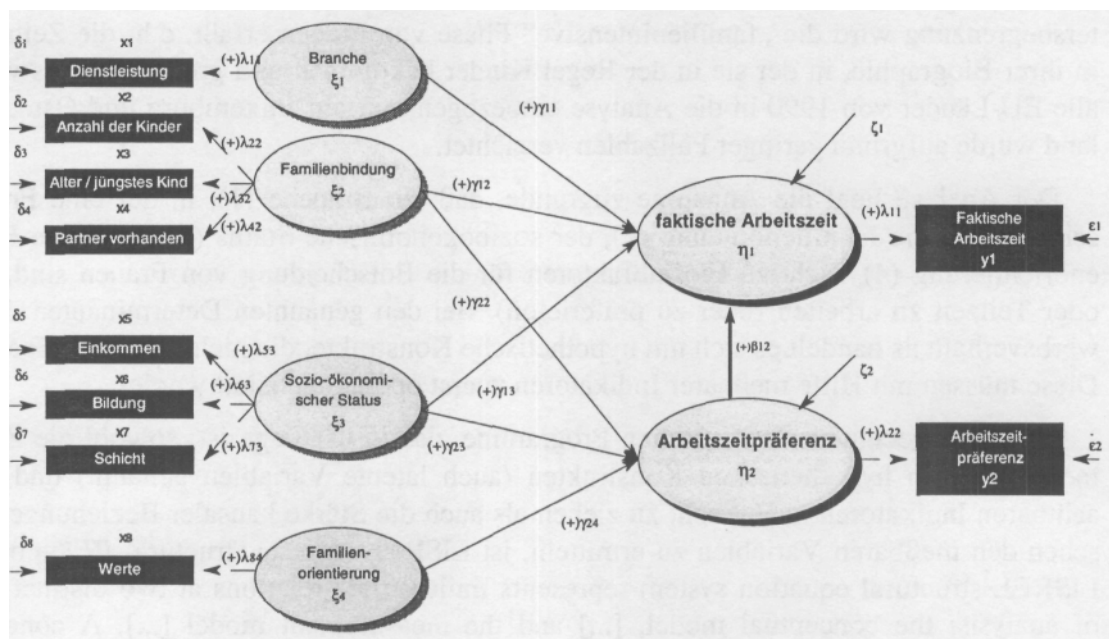 δ1
x1
Dienstleistung
(+)λ11
Branche
ξ1
δ2
x2
Anzahl der Kinder
(+)λ22
δ3
x3
Alter / jüngstes Kind
(+)λ32
Familienbindung
ξ2
δ4
x4
Partner vorhanden
(+)λ42
(+)γ11
(+)γ12
ζ1
faktische Arbeitszeit
η1
(+)λ11
Faktische
Arbeitszeit
y1
ε1
δ5
x5
Einkommen
(+)λ53
(+)γ22
δ6
x6
Bildung
(+)λ63
Sozio-ökonomi-
scher Status
ξ3
(+)γ13
δ7
x7
Schicht
(+)λ73
(+)γ23
(+)B12
ζ2
Arbeitszeitpräferenz
η2
(+)λ22
Arbeitszeit-
präferenz
y2
ε2
(+)γ24
δ8
x8
Werte
(+)λ84
Familien-
orientierung
ξ4